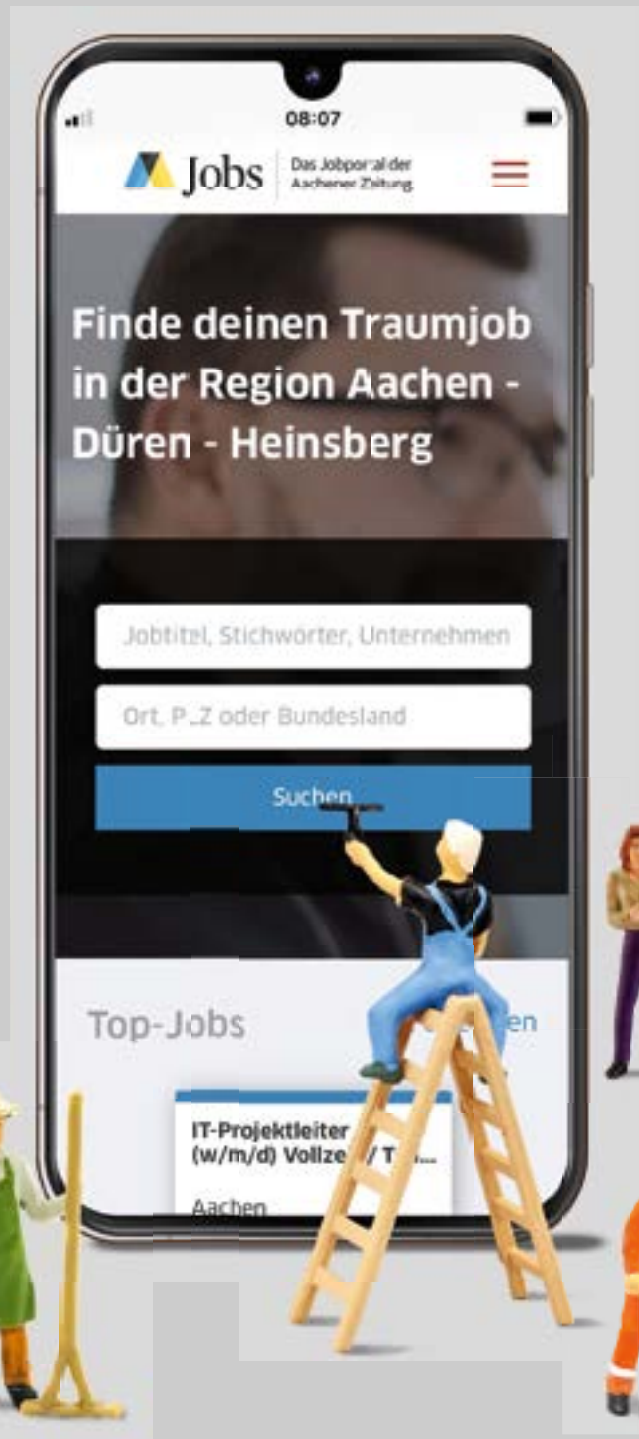 08:07
Jobs
Das Jobportal der
Aachener Zeitung
Finde deinen Traumjob
in der Region Aachen -
Düren - Heinsberg
Jobtitel, Stichwörter, Unternehmen
Ort, PLZ oder Bundesland
Suchen
Top-Jobs
IT-Projektleiter
(w/m/d)
Aachen